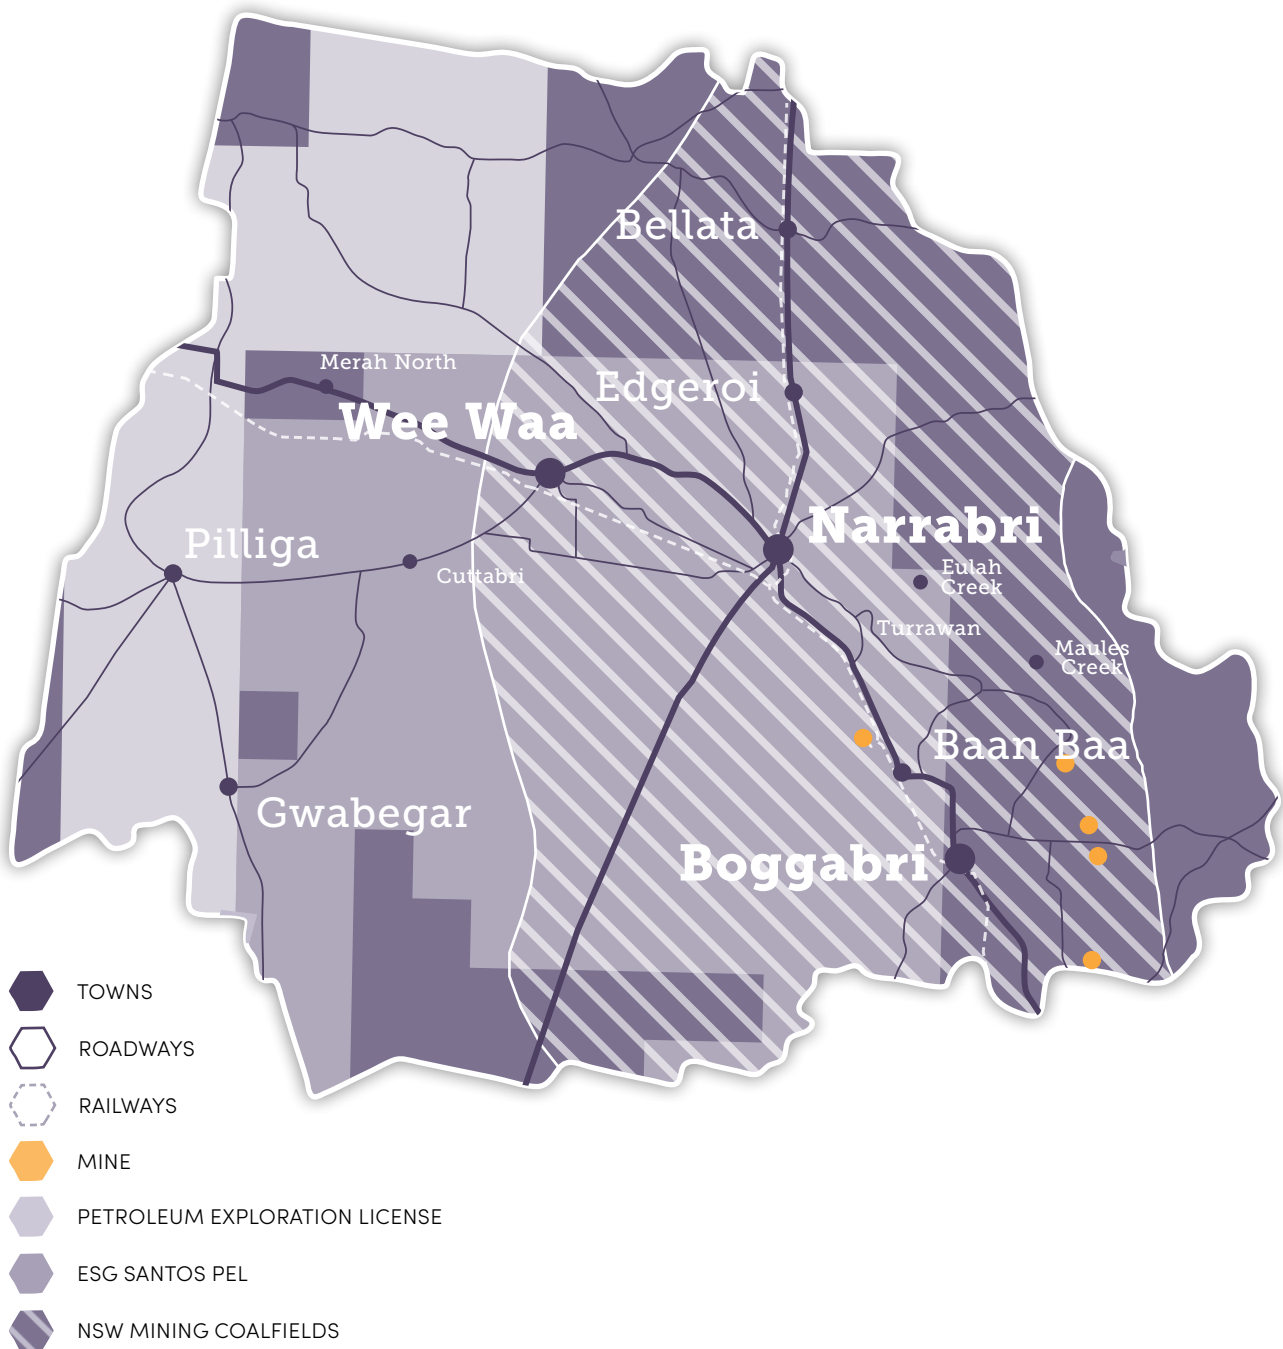 Bellata
Merah North
Edgeroi
Wee Waa
Narrabri
Pilliga
Eulah
Creek
Cuttabri
Turrawan
Maules
Creek
Baan Baa
Gwabegar
Boggabri
TOWNS
ROADWAYS
RAILWAYS
MINE
PETROLEUM EXPLORATION LICENSE
ESG SANTOS PEL
NSW MINING COALFIELDS